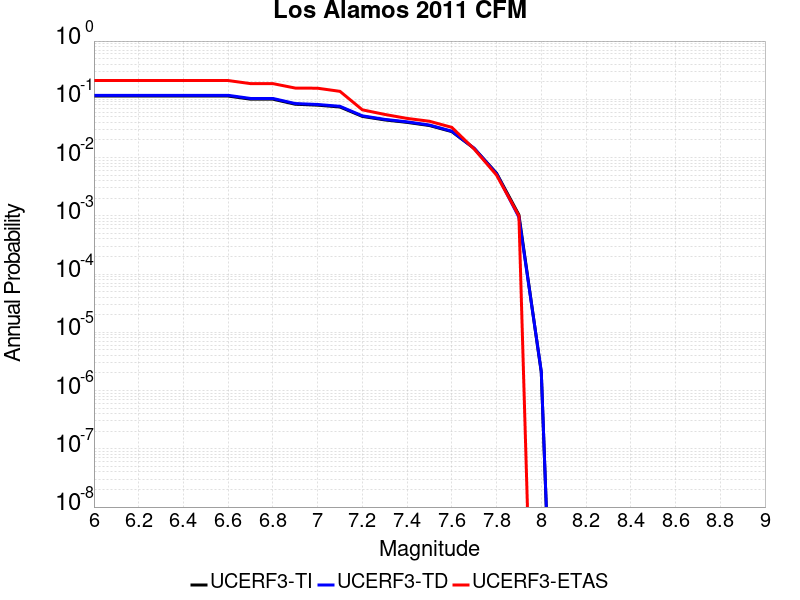 Los Alamos 2011 CFM
10^0
10^-1
10^-2
10^-3
10^-4
10^-5
10^-6
10^-7
10^-8
Annual Probability
6 6.2 6.4 6.6 6.8 7 7.2 7.4 7.6 7.8 8 8.2 8.4 8.6 8.8 9
Magnitude
UCERF3-TI UCERF3-TD UCERF3-ETAS